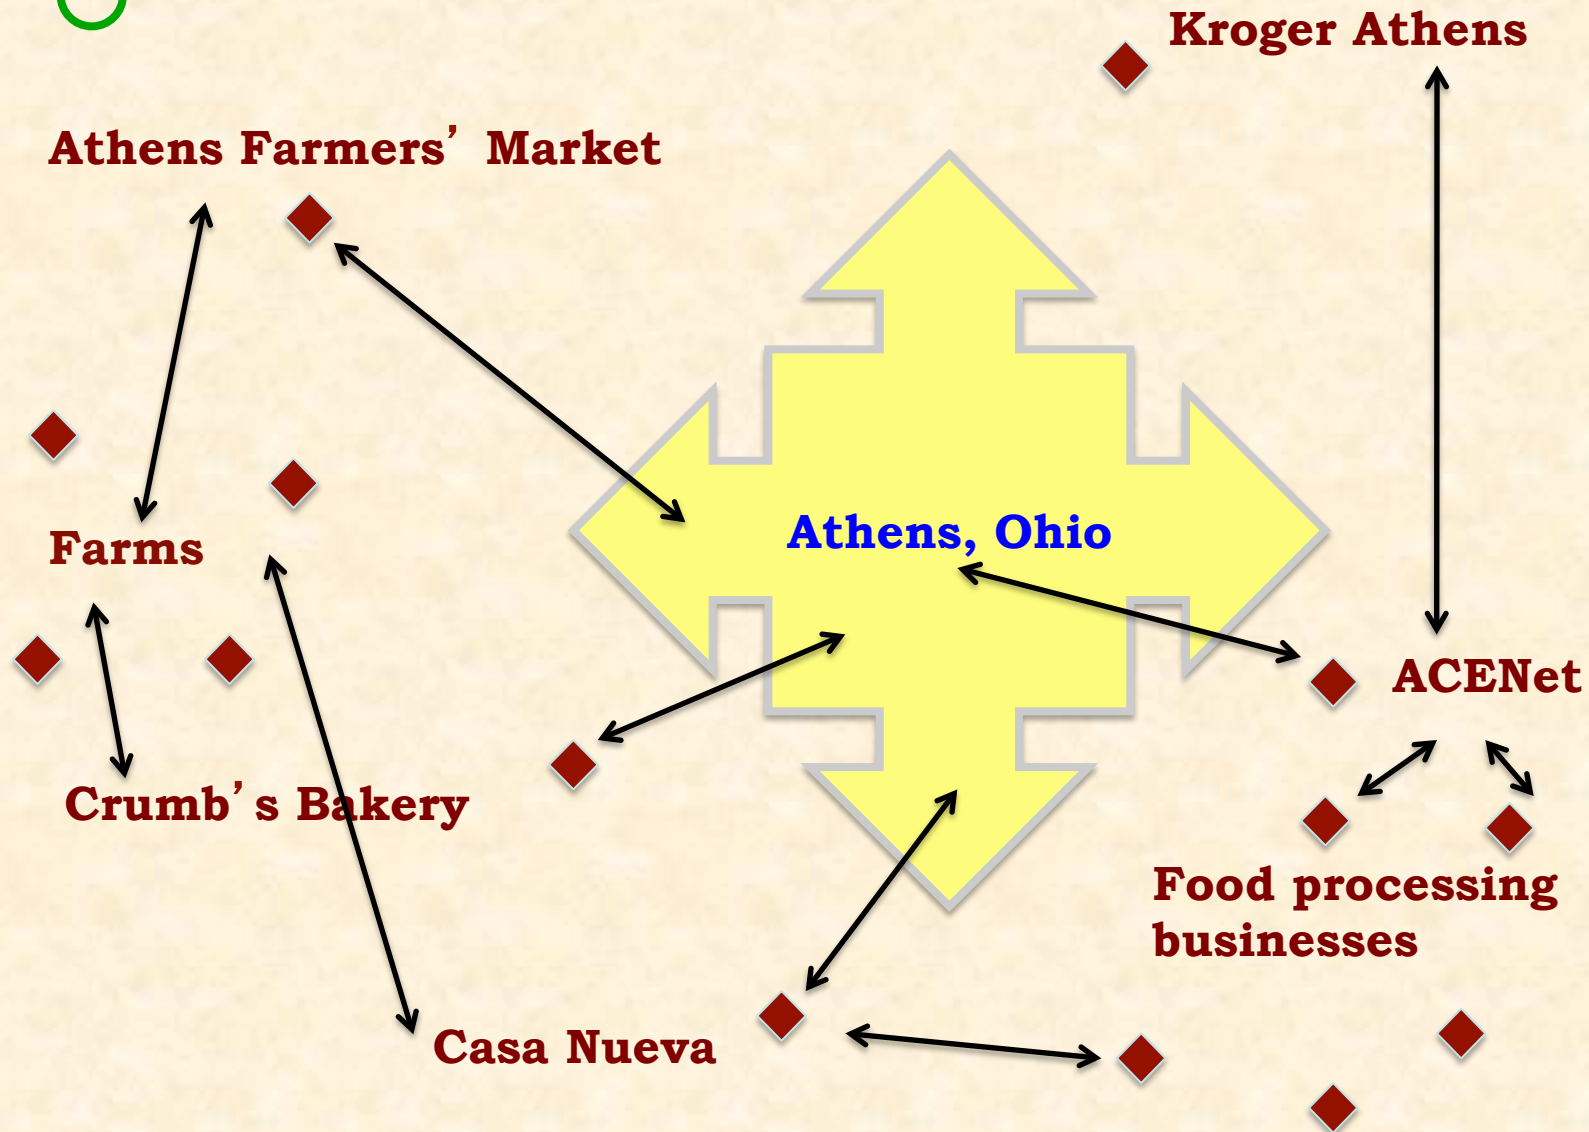 Kroger Athens
Athens Farmers’ Market
Athens, Ohio
Farms
ACENet
Crumb’s Bakery
Food processing
businesses
Casa Nueva